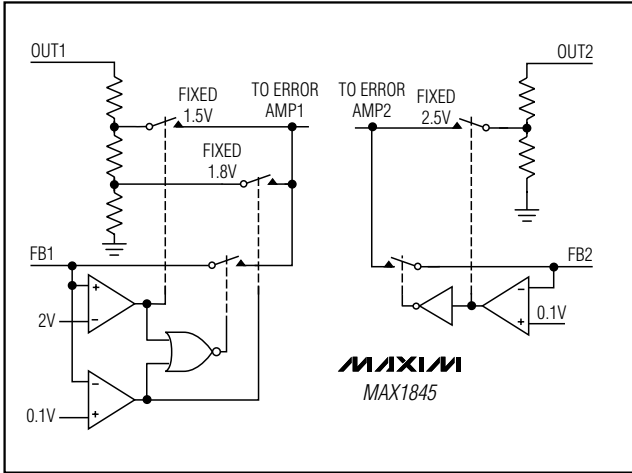 OUT1
OUT2
TO ERROR
AMP1
TO ERROR
AMP2
FIXED
1.5V
FIXED
2.5V
FIXED
1.8V
FB1
FB2
+
−
2V
−
+
0.1V
−
+
0.1V
MAXIM
MAX1845